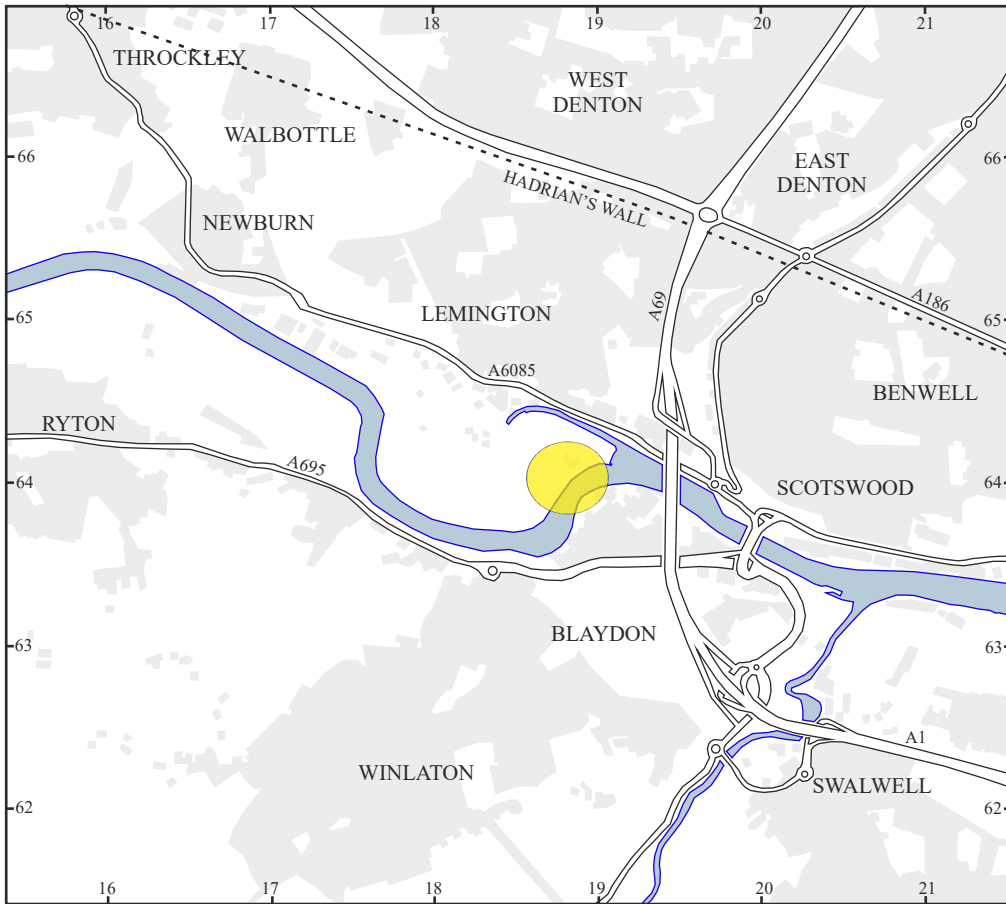 16 17 18 19 20 21
THROCKLEY
WEST
DENTON
WALBOTTLE
66 66
EAST
DENTON
HADRIAN'S WALL
NEWBURN
A69
A186
65 65
LEMINGTON
A6085
BENWELL
RYTON
A695
64 64
SCOTSWOOD
BLAYDON
63 63
A1
WINLATON
SWALWELL
62 62
16 17 18 19 20 21